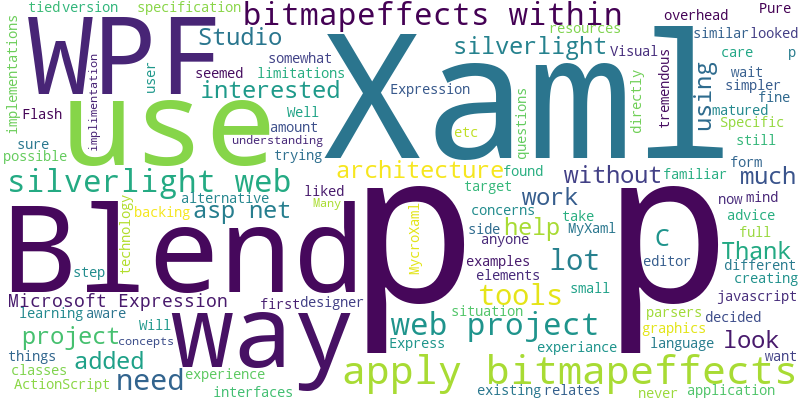 tied version specification
bitmapeffects within
overhead Pure
WPF
Studio
resources
similar looked
implementations
user
seemed
somewhat
silverlight
Visual
care p
limitations
interested
Expression
wait
simpler
Xaml
using
tremendous
directly
Flash
implimentation
use
Well
amount
etc
questions
fine
matured
Specific
sure
possible
understanding
trying
still
architecture
found
without
familiar
form
much
silverlight web
alternative
liked
target
work
now mind
Blend
p
p
technology
backing
asp net
Many
MycroXaml
concerns
take
side
help
MyXaml
C
advice
full
anyone
Thank
step
examples
lot
editor
different
elements
creating
Microsoft Expression
first
designer
tools
small
javascript
learning aware
Will
way
situation
web project
parsers
decided
graphics
project
concepts
Express
experiance
language
look
things
added
want
classes
experience
need
apply bitmapeffects
ActionScript
interfaces
existing relates
never application